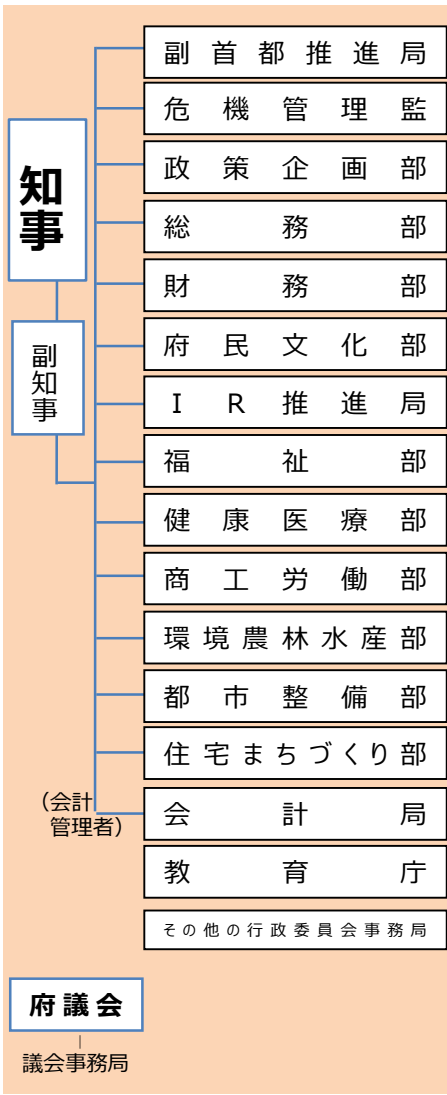 知事
副知事
副首都推進局
危機管理監
政策企画部
総務部
財務部
府民文化部
IR推進局
福祉部
健康医療部
商工労働部
環境農林水産部
都市整備部
住宅まちづくり部
(会計
管理者)
会計局
教育庁
その他の行政委員会事務局
府議会
議会事務局